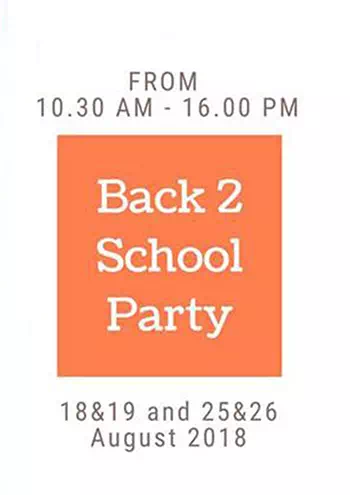 FROM
10.30 AM - 16.00 PM
Back 2
School
Party
18&19 and 25&26
August 2018